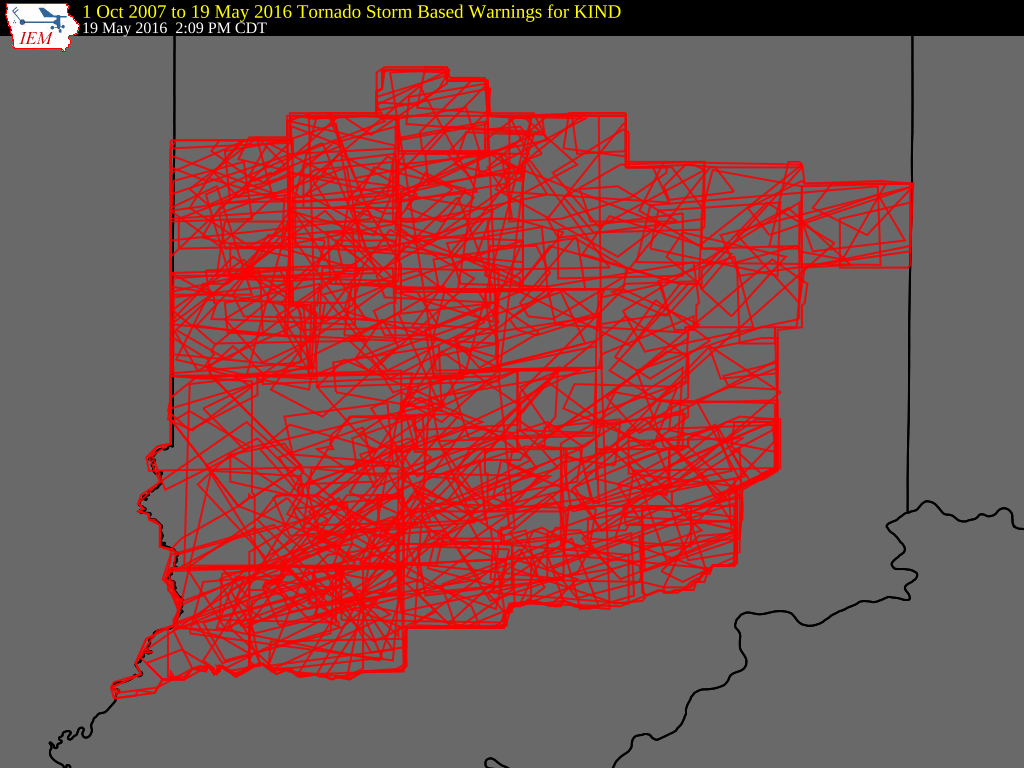 1 Oct 2007 to 19 May 2016 Tornado Storm Based Warnings for KIND
19 May 2016 2:09 PM CDT
IEM